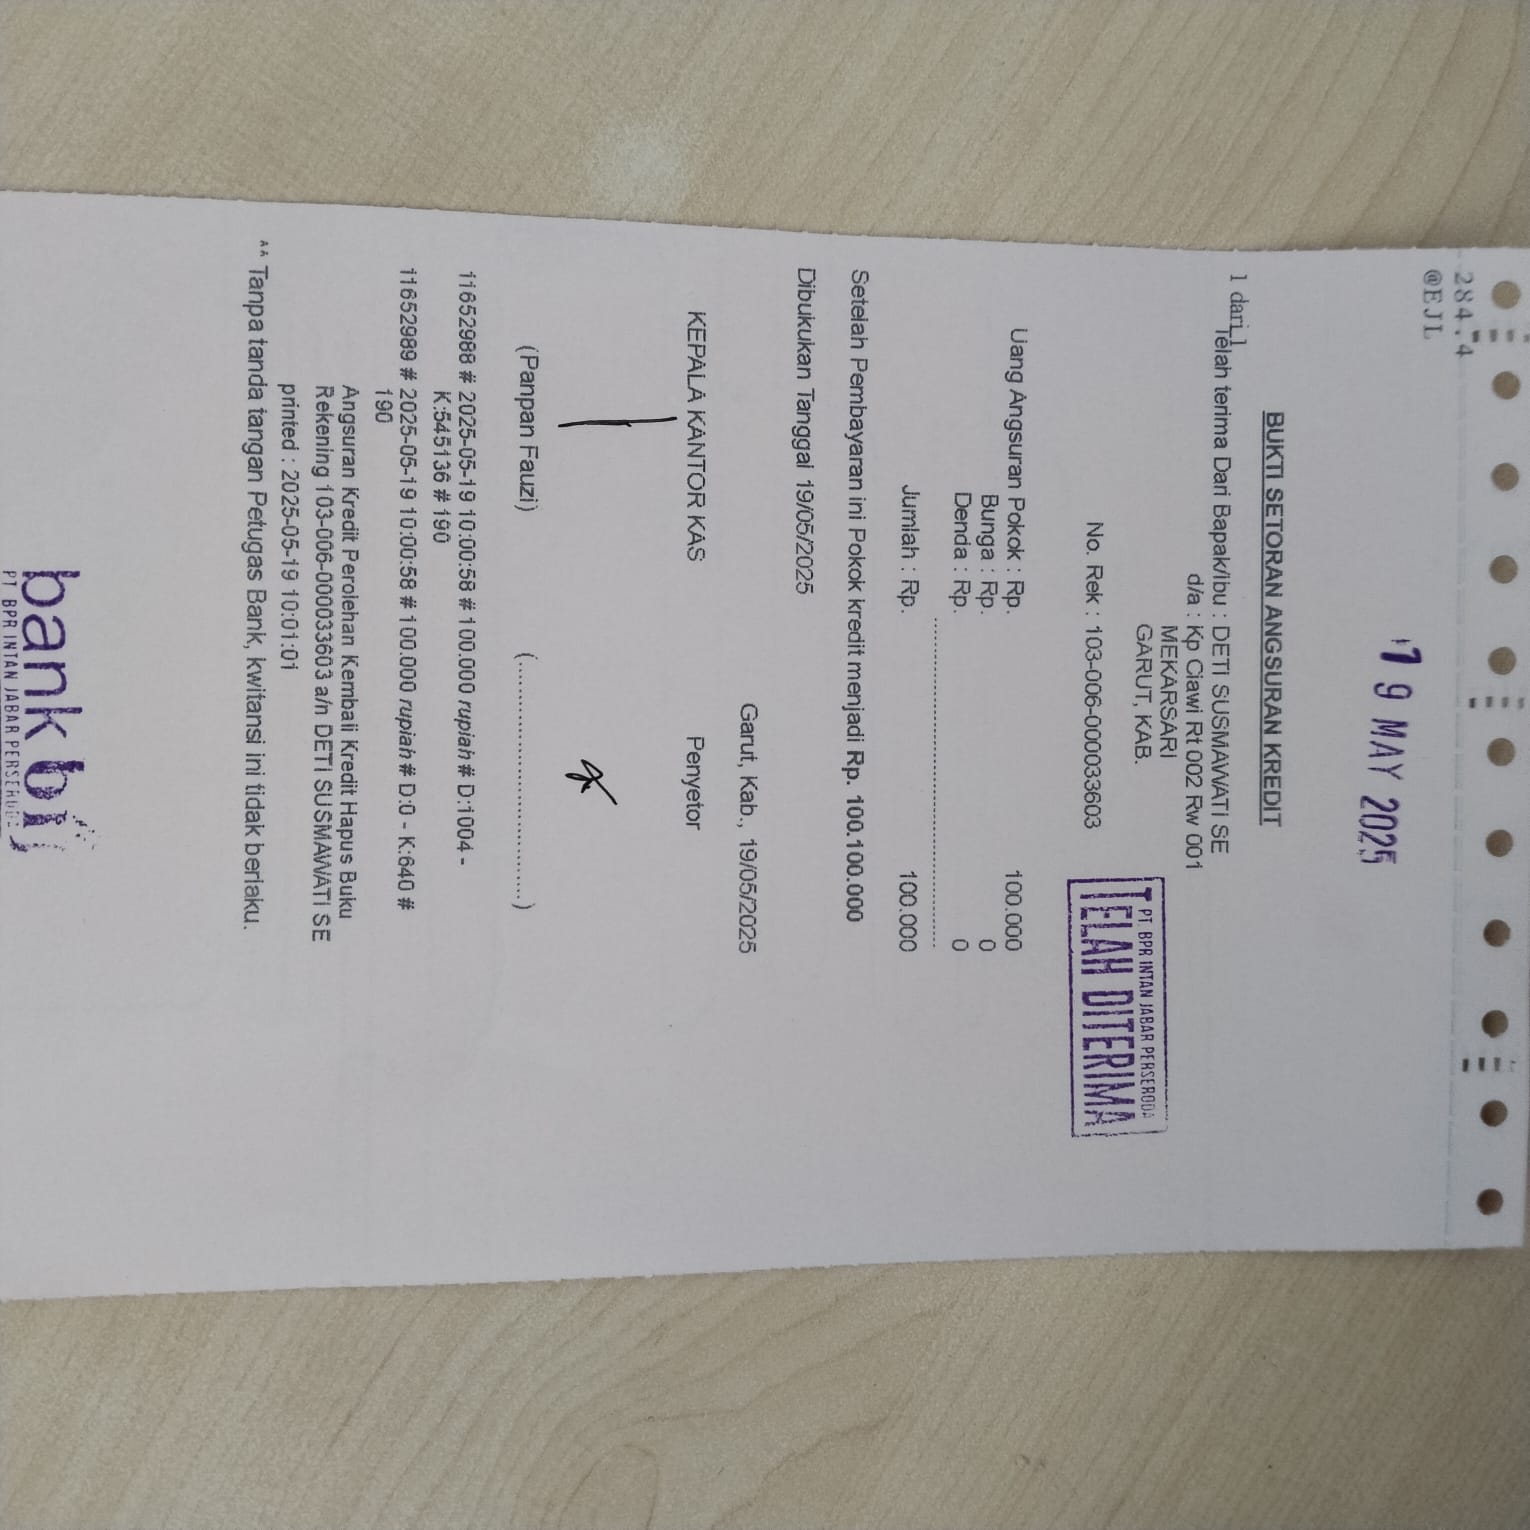 284.4
@EJL
19 MAY 2025
BUKTI SETORAN ANGSURAN KREDIT
1 dari 1
Telah terima Dari Bapak/Ibu : DETI SUSMAWATI SE
d/a : Kp Ciawi Rt 002 Rw 001
MEKARSARI
GARUT, KAB.
No. Rek : 103-006-000033603
PT. BPR INTAN JABAR PERSERODA
TELAH DITERIMA
Uang Angsuran Pokok : Rp. 100.000
Bunga : Rp. 0
Denda : Rp. 0
Jumlah : Rp. 100.000
Setelah Pembayaran ini Pokok kredit menjadi Rp. 100.100.000
Dibukukan Tanggal 19/05/2025
Garut, Kab., 19/05/2025
KEPALA KANTOR KAS Penyetor
(Panpan Fauzi) (........................)
11652988 # 2025-05-19 10:00:58 # 100.000 rupiah # D:1004 -
K:545136 # 190
11652989 # 2025-05-19 10:00:58 # 100.000 rupiah # D:0 - K:640 #
190
Angsuran Kredit Perolehan Kembali Kredit Hapus Buku
Rekening 103-006-000033603 a/n DETI SUSMAWATI SE
printed : 2025-05-19 10:01:01
** Tanpa tanda tangan Petugas Bank, kwitansi ini tidak berlaku.
bank bij
PT BPR INTAN JABAR PERSERODA